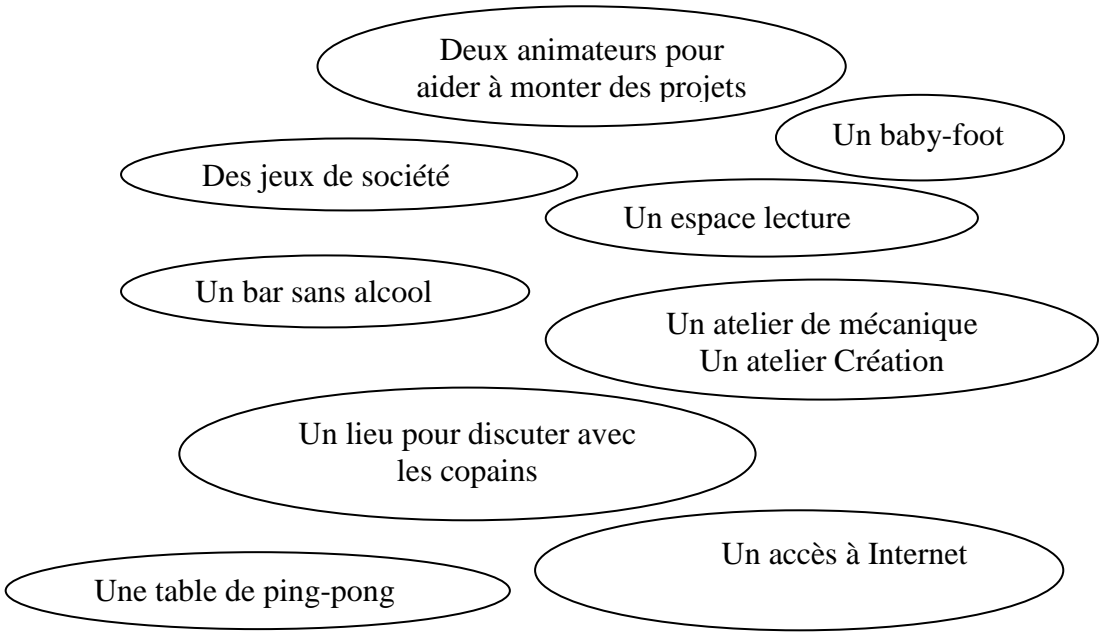 Deux animateurs pour
aider à monter des projets
Un baby-foot
Des jeux de société
Un espace lecture
Un bar sans alcool
Un atelier de mécanique
Un atelier Création
Un lieu pour discuter avec
les copains
Un accès à Internet
Une table de ping-pong